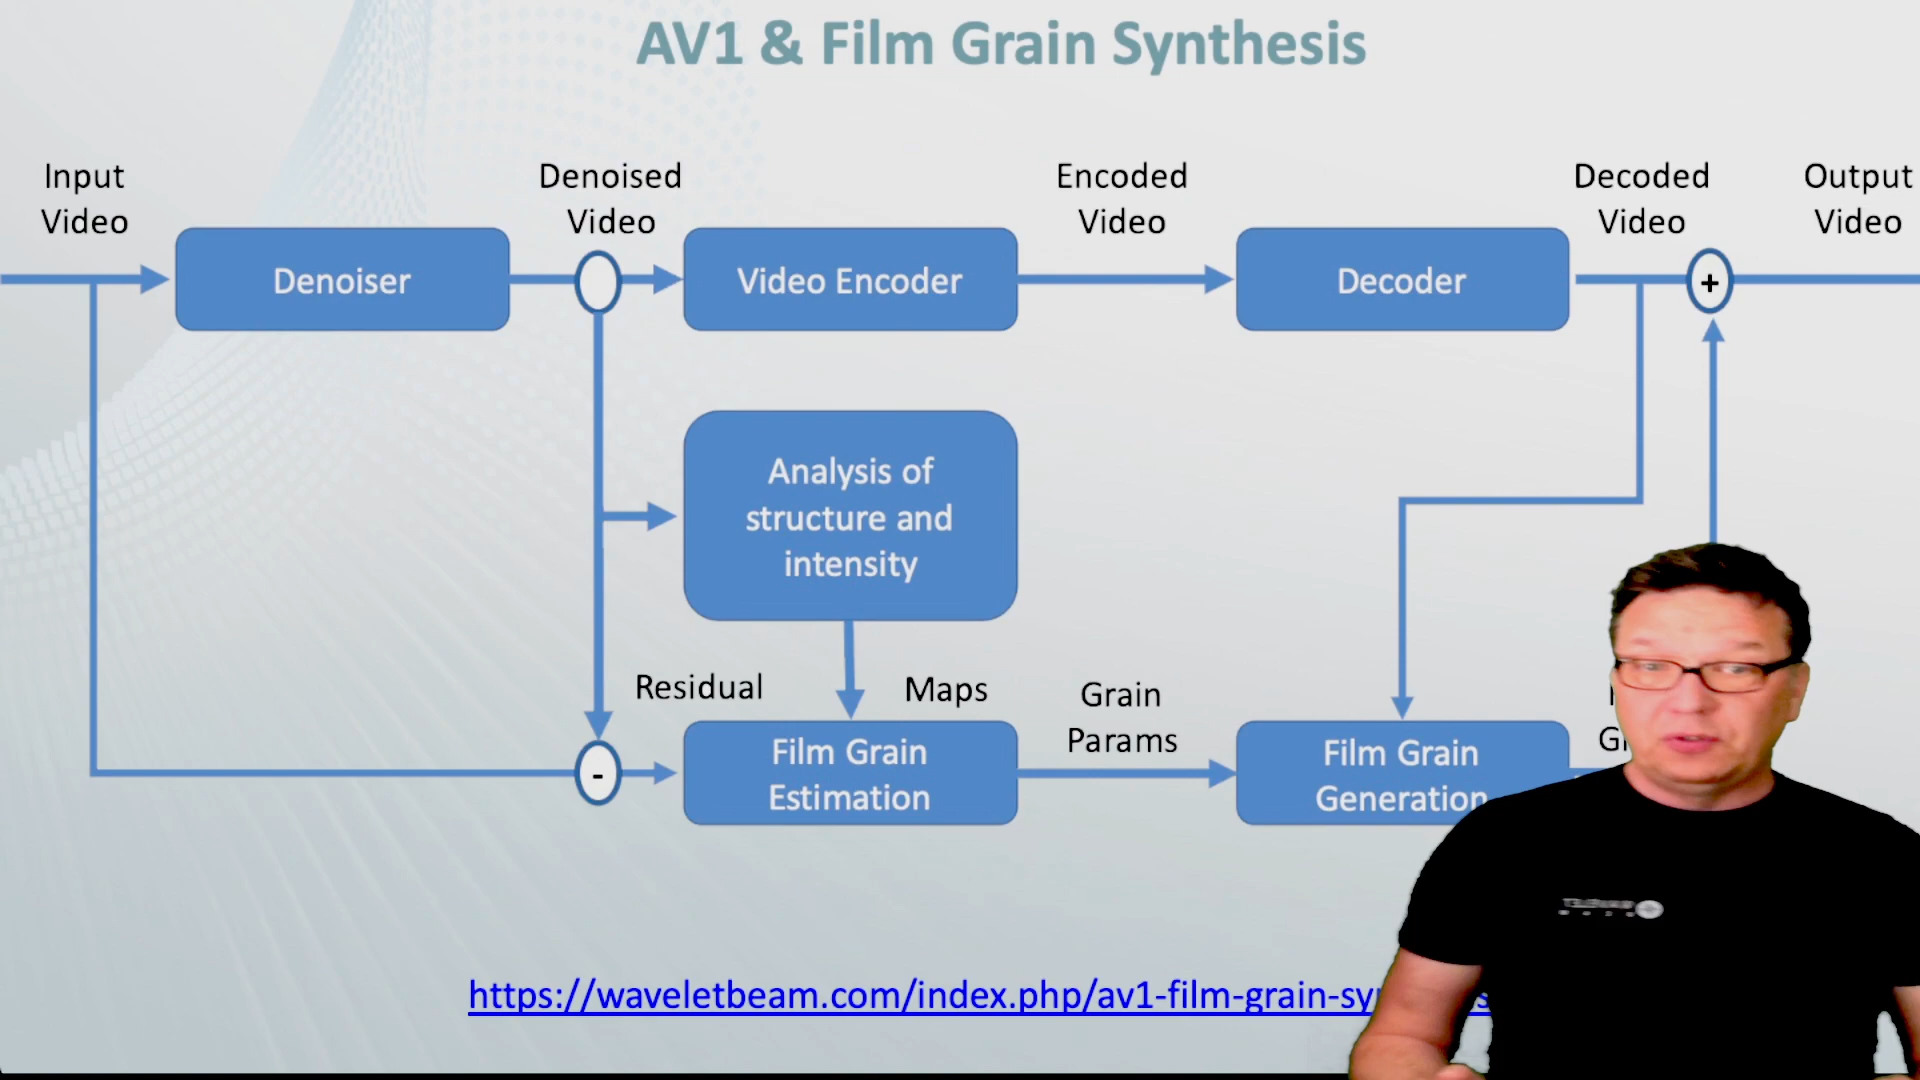 AV1 & Film Grain Synthesis
Input
Video
Denoised
Video
Encoded
Video
Decoded
Video
Output
Video
Denoiser
Video Encoder
Decoder
+
Analysis of
structure and
intensity
Residual
Maps
Grain
Params
-
Film Grain
Estimation
Film Grain
Generation
https://waveletbeam.com/index.php/av1-film-grain-sy